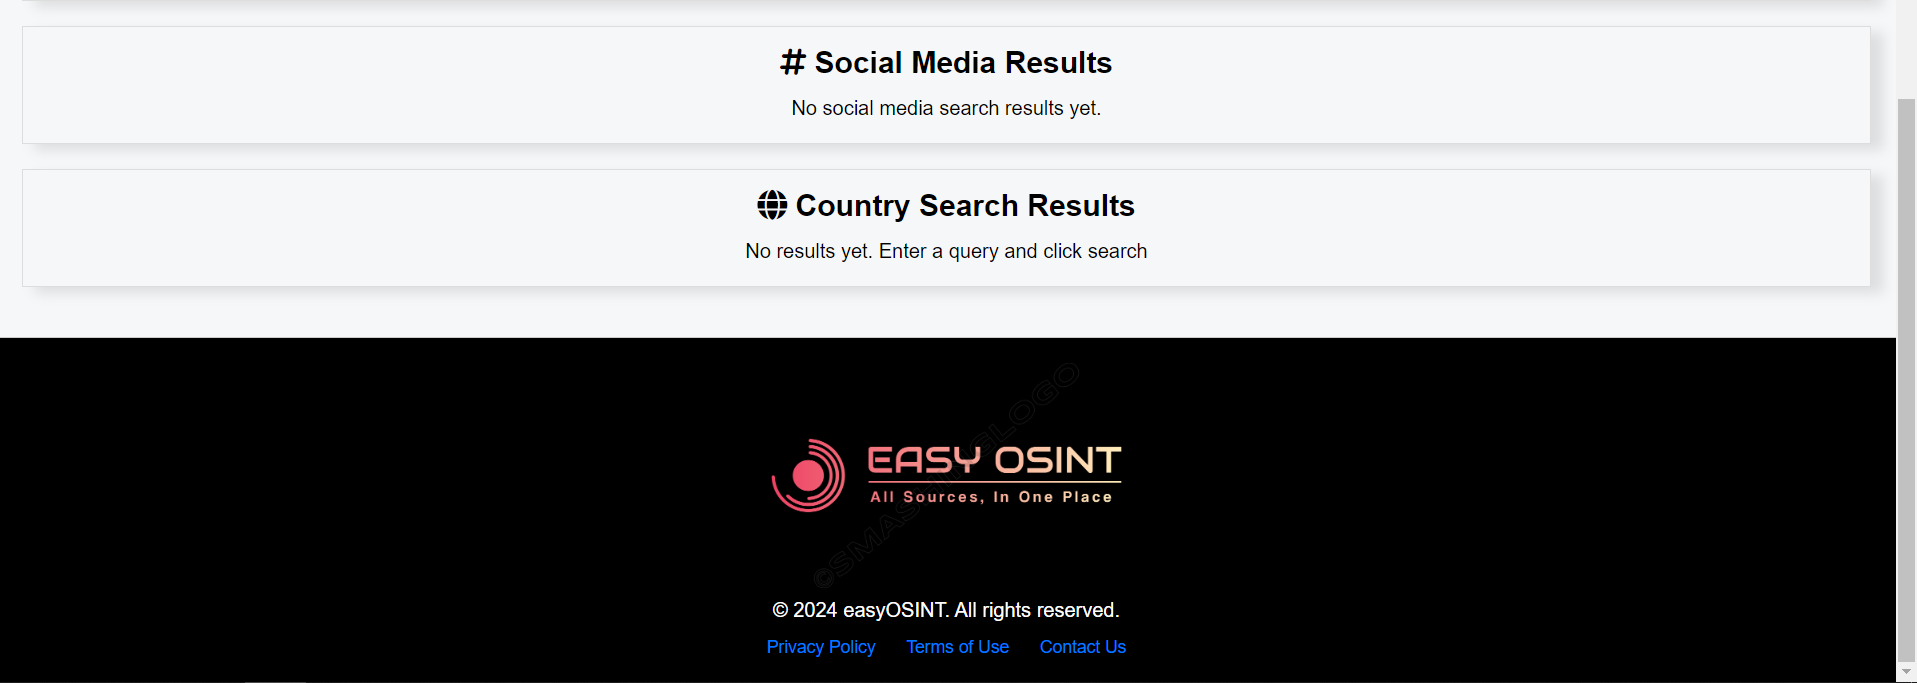 # Social Media Results
No social media search results yet.
Country Search Results
No results yet. Enter a query and click search
EASY OSINT
All Sources, In One Place
©SMASHINGLOGO
© 2024 easyOSINT. All rights reserved.
Privacy Policy Terms of Use Contact Us